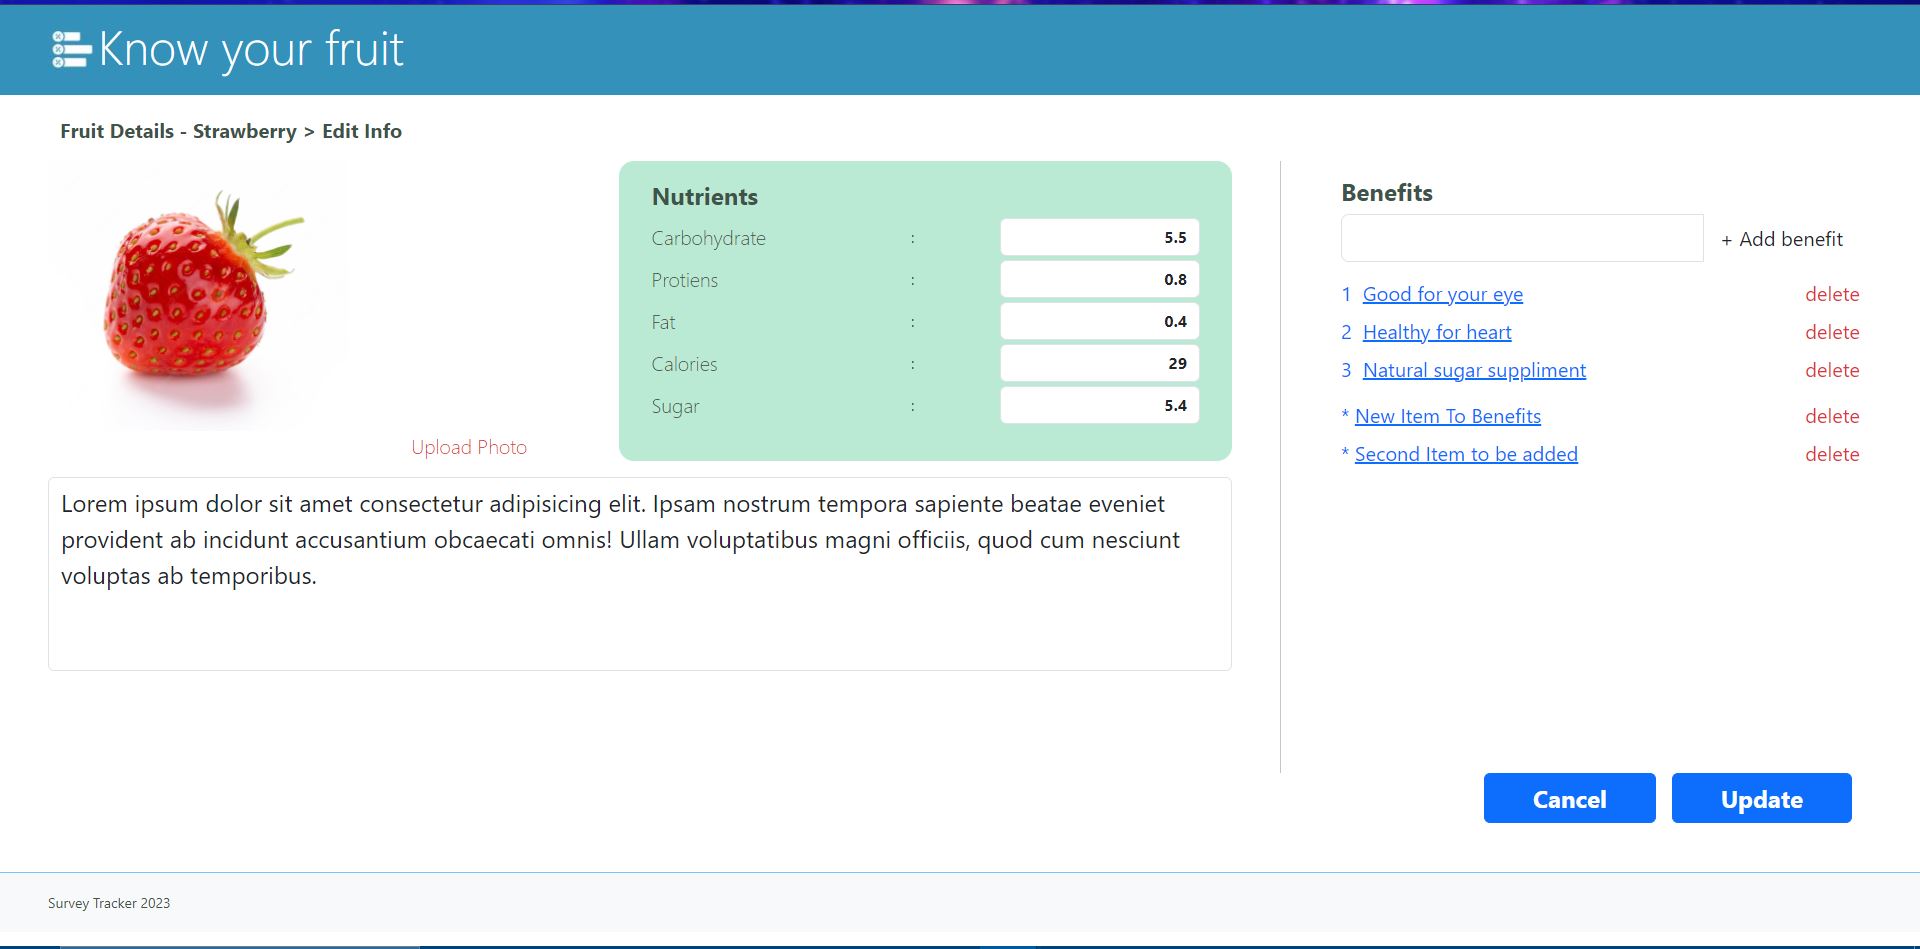 Know your fruit
Fruit Details - Strawberry > Edit Info
Upload Photo
Nutrients
Carbohydrate : 5.5
Protiens : 0.8
Fat : 0.4
Calories : 29
Sugar : 5.4
Lorem ipsum dolor sit amet consectetur adipisicing elit. Ipsam nostrum tempora sapiente beatae eveniet
provident ab incidunt accusantium obcaecati omnis! Ullam voluptatibus magni officiis, quod cum nesciunt
voluptas ab temporibus.
Benefits
+ Add benefit
1 Good for your eye delete
2 Healthy for heart delete
3 Natural sugar suppliment delete
* New Item To Benefits delete
* Second Item to be added delete
Cancel Update
Survey Tracker 2023